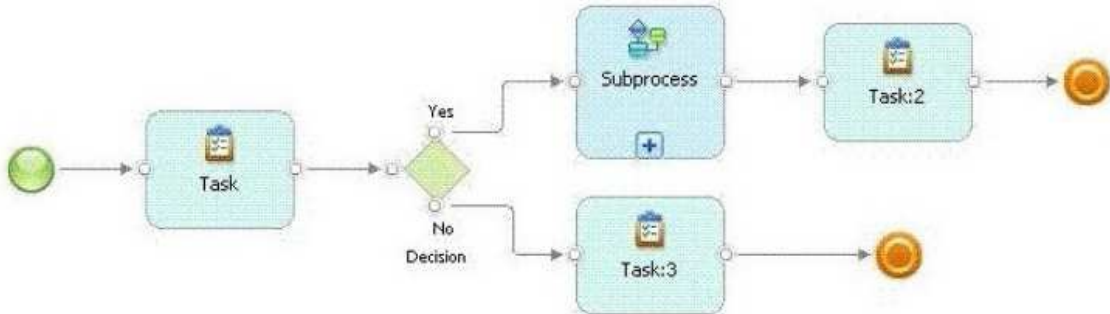 Task
Yes
No
Decision
Subprocess
Task:2
Task:3